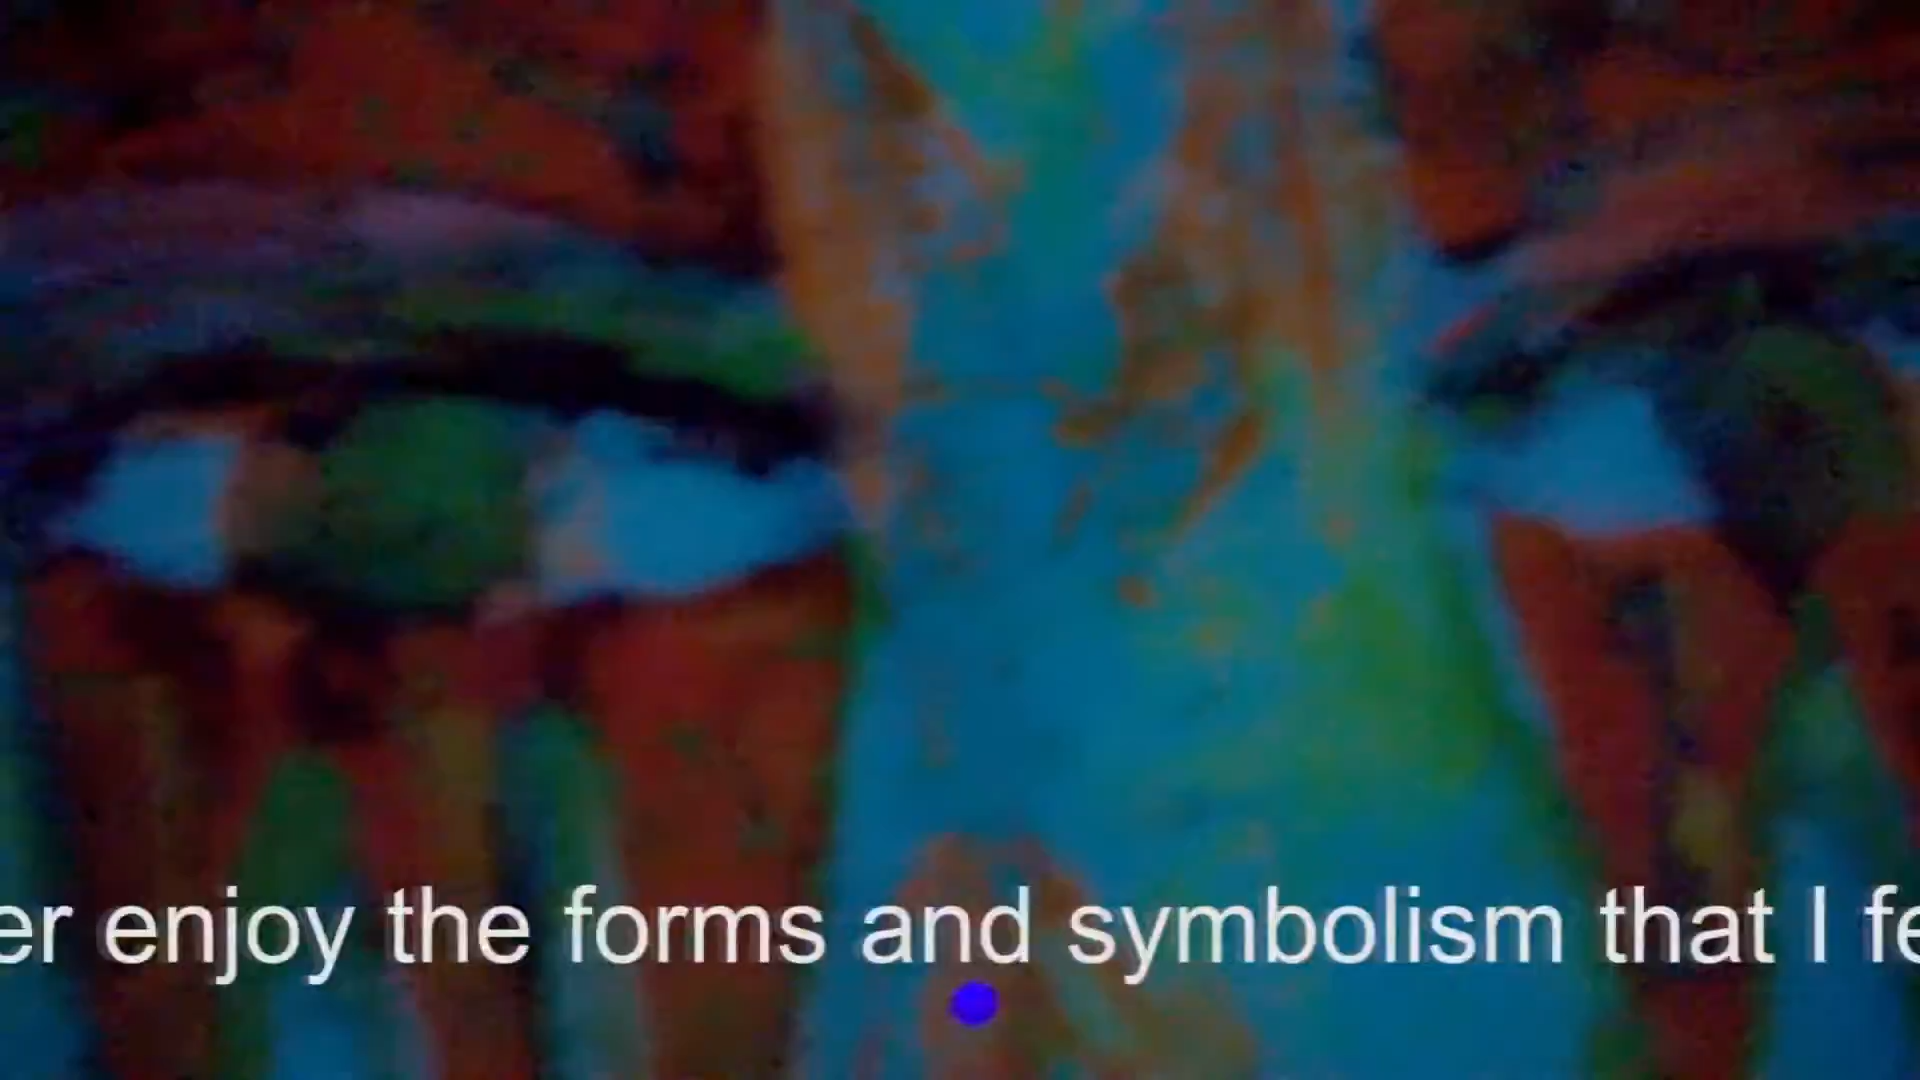 er enjoy the forms and symbolism that I fe